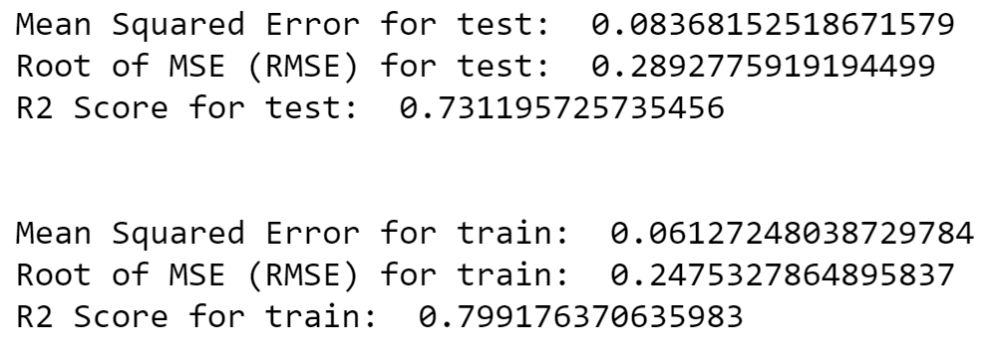 Mean Squared Error for test:  0.08368152518671579
Root of MSE (RMSE) for test:  0.2892775919194499
R2 Score for test:  0.731195725735456
Mean Squared Error for train:  0.06127248038729784
Root of MSE (RMSE) for train:  0.2475327864895837
R2 Score for train:  0.799176370635983